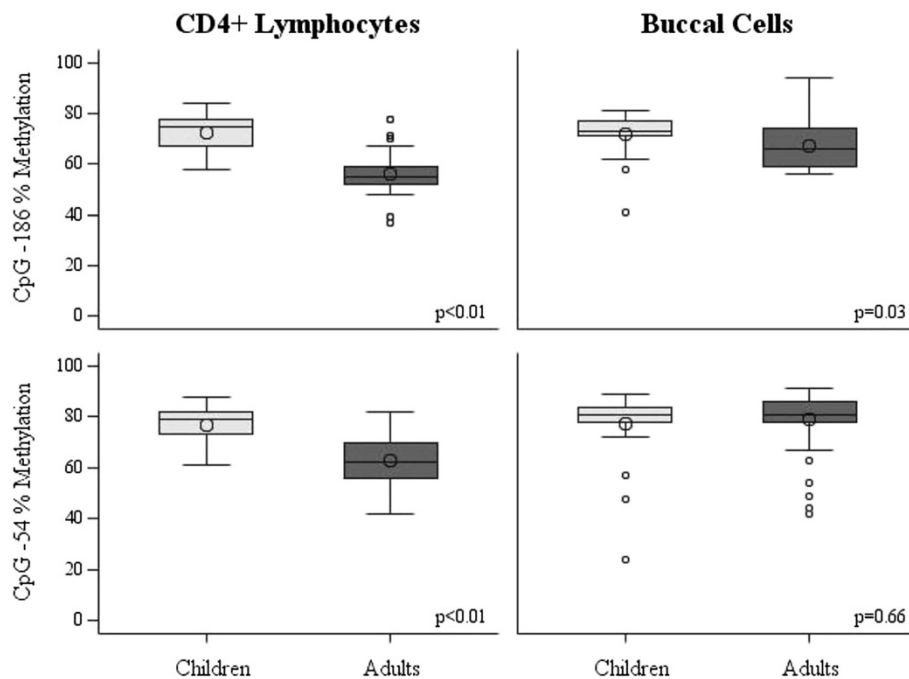 CD4+ Lymphocytes
Buccal Cells
CpG -186 % Methylation
100
80
60
40
20
0
p<0.01
p=0.03
CpG -54 % Methylation
100
80
60
40
20
0
p<0.01
p=0.66
Children
Adults
Children
Adults